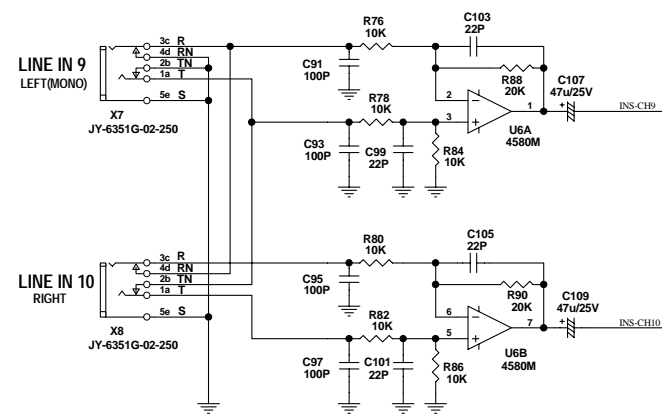 LINE IN 9
LEFT(MONO)
3c R
4d RN
2b TN
1a T
5e S
X7
JY-6351G-02-250
C91
100P
R76
10K
C103
22P
R88
20K
C107
47u/25V
+
R78
10K
C93
100P
C99
22P
R84
10K
2
3
1
U6A
4580M
INS-CH9
LINE IN 10
RIGHT
3c R
4d RN
2b TN
1a T
5e S
X8
JY-6351G-02-250
C95
100P
R80
10K
C105
22P
R90
20K
C109
47u/25V
+
R82
10K
C97
100P
C101
22P
R86
10K
6
5
7
U6B
4580M
INS-CH10